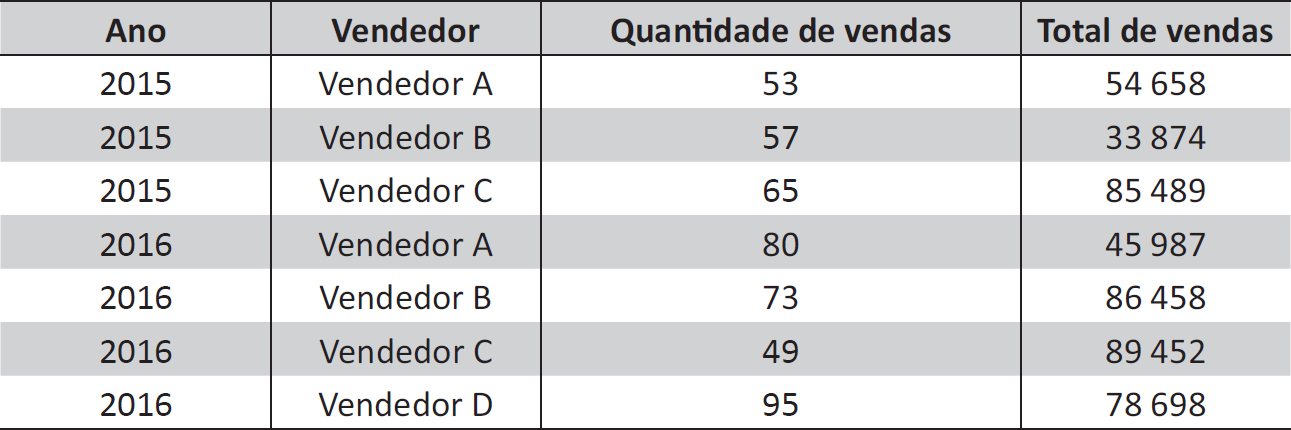 Ano Vendedor Quantidade de vendas Total de vendas
2015 Vendedor A 53 54 658
2015 Vendedor B 57 33 874
2015 Vendedor C 65 85 489
2016 Vendedor A 80 45 987
2016 Vendedor B 73 86 458
2016 Vendedor C 49 89 452
2016 Vendedor D 95 78 698